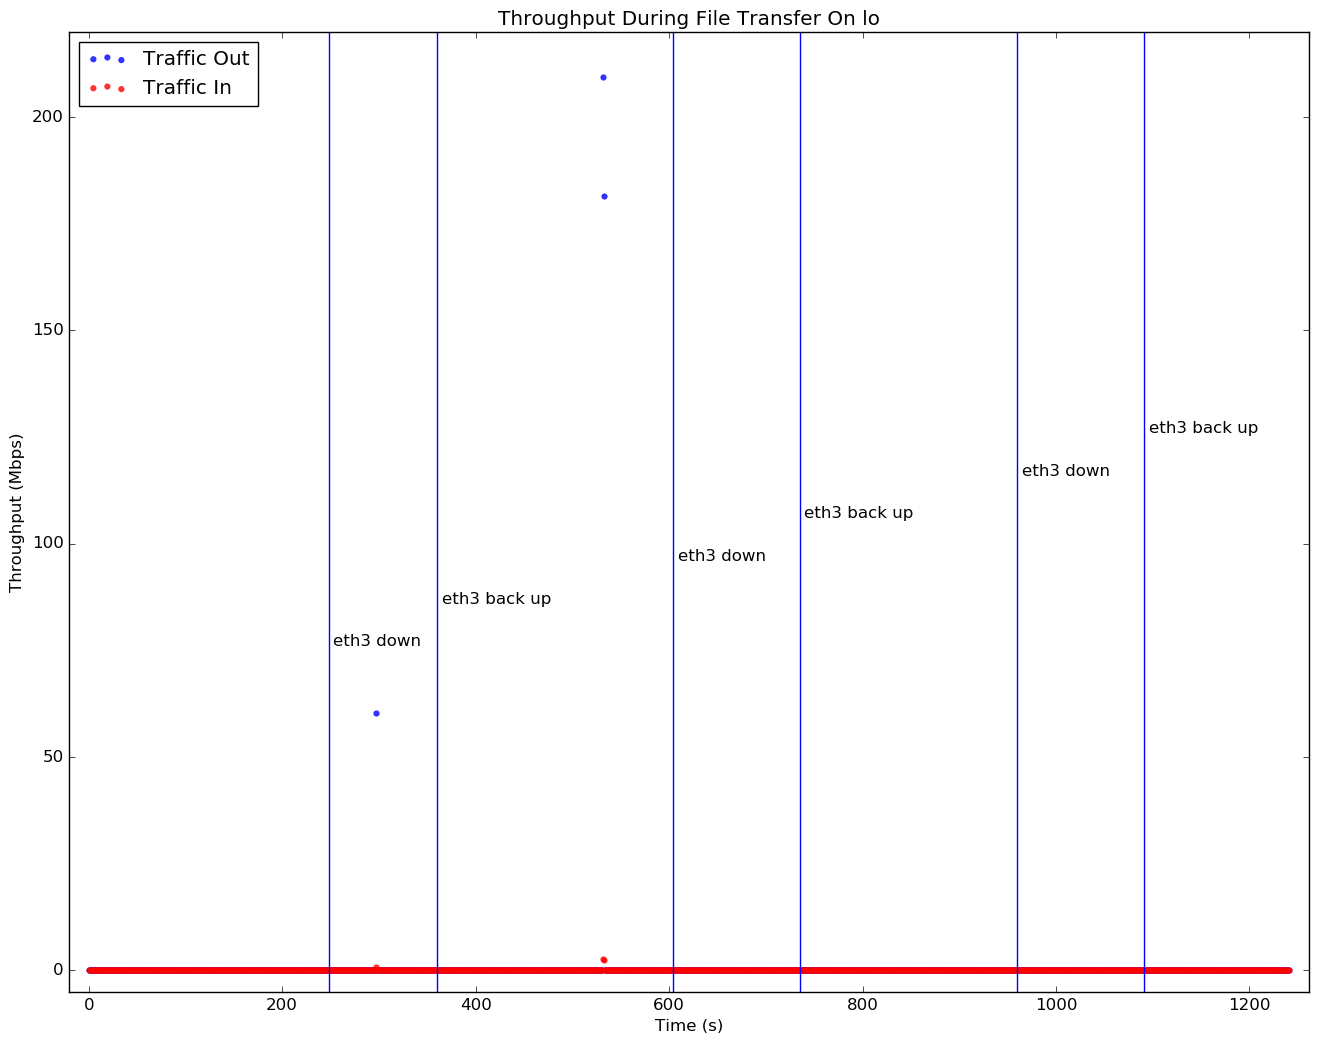 Throughput During File Transfer On lo
Traffic Out
Traffic In
200
150
100
50
0
Throughput (Mbps)
eth3 back up
eth3 down
eth3 back up
eth3 down
eth3 back up
eth3 down
0 200 400 600 800 1000 1200
Time (s)